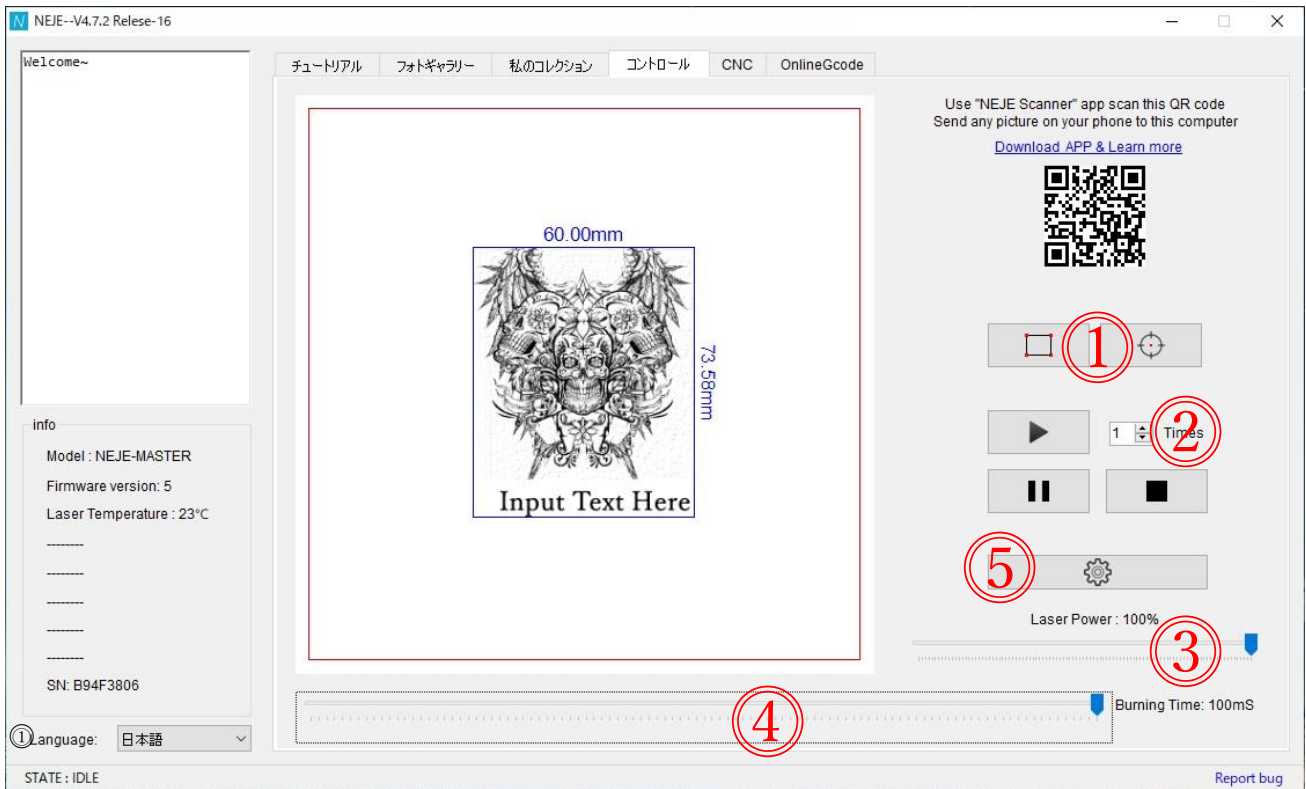 NEJE--V4.7.2 Relese-16
Welcome~
チュートリアル フォトギャラリー 私のコレクション コントロール CNC OnlineGcode
Use "NEJE Scanner" app scan this QR code
Send any picture on your phone to this computer
Download APP & Learn more
60.00mm
73.58mm
Input Text Here
①
1 Times ②
⑤
Laser Power : 100%
③
④
Burning Time: 100mS
info
Model : NEJE-MASTER
Firmware version: 5
Laser Temperature : 23℃
--------
--------
--------
--------
--------
SN: B94F3806
①Language: 日本語
STATE : IDLE
Report bug